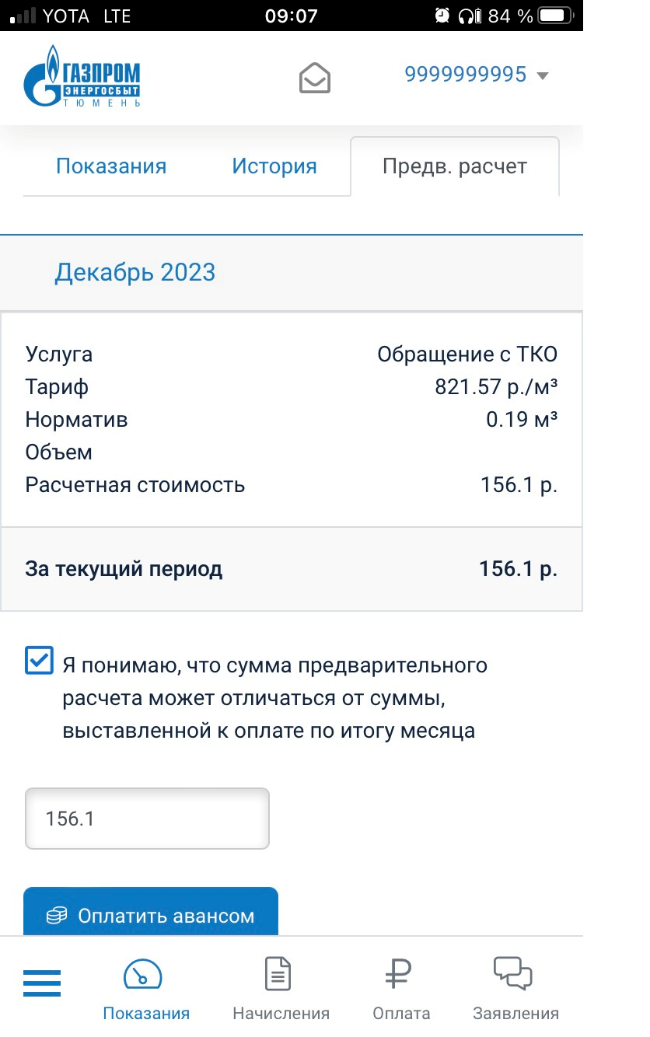 YOTA LTE 09:07 84 %
ГАЗПРОМ
ЭНЕРГОСБЫТ
ТЮМЕНЬ
9999999995
Показания История Предв. расчет
Декабрь 2023
Услуга Обращение с ТКО
Тариф 821.57 р./м³
Норматив 0.19 м³
Объем
Расчетная стоимость 156.1 р.
За текущий период 156.1 р.
Я понимаю, что сумма предварительного
расчета может отличаться от суммы,
выставленной к оплате по итогу месяца
156.1
Оплатить авансом
Показания Начисления Оплата Заявления